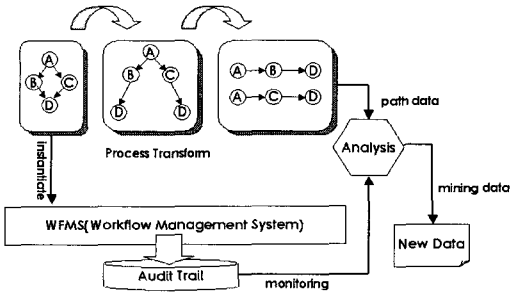 A
B C
D
A
B C
D D
A B D
A C D
path data
Process Transform
Analysis
instantiate
mining data
WFMS(Workflow Management System)
New Data
Audit Trail
monitoring